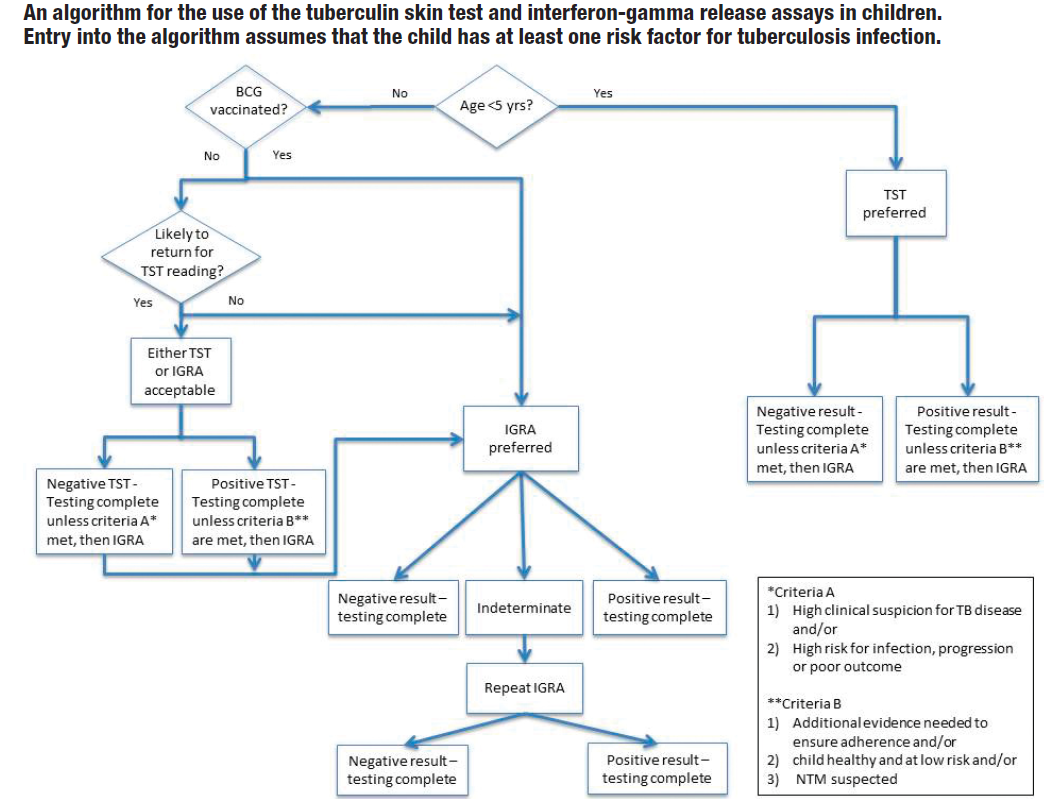 An algorithm for the use of the tuberculin skin test and interferon-gamma release assays in children.
Entry into the algorithm assumes that the child has at least one risk factor for tuberculosis infection.
BCG
vaccinated?
No
Age <5 yrs?
Yes
No
Yes
TST
preferred
Likely to
return for
TST reading?
Yes
No
Either TST
or IGRA
acceptable
IGRA
preferred
Negative result -
Testing complete
unless criteria A*
met, then IGRA
Positive result -
Testing complete
unless criteria B**
are met, then IGRA
Negative TST -
Testing complete
unless criteria A*
met, then IGRA
Positive TST -
Testing complete
unless criteria B**
are met, then IGRA
Negative result –
testing complete
Indeterminate
Positive result –
testing complete
Repeat IGRA
Negative result –
testing complete
Positive result –
testing complete
*Criteria A
1) High clinical suspicion for TB disease
and/or
2) High risk for infection, progression
or poor outcome
**Criteria B
1) Additional evidence needed to
ensure adherence and/or
2) child healthy and at low risk and/or
3) NTM suspected